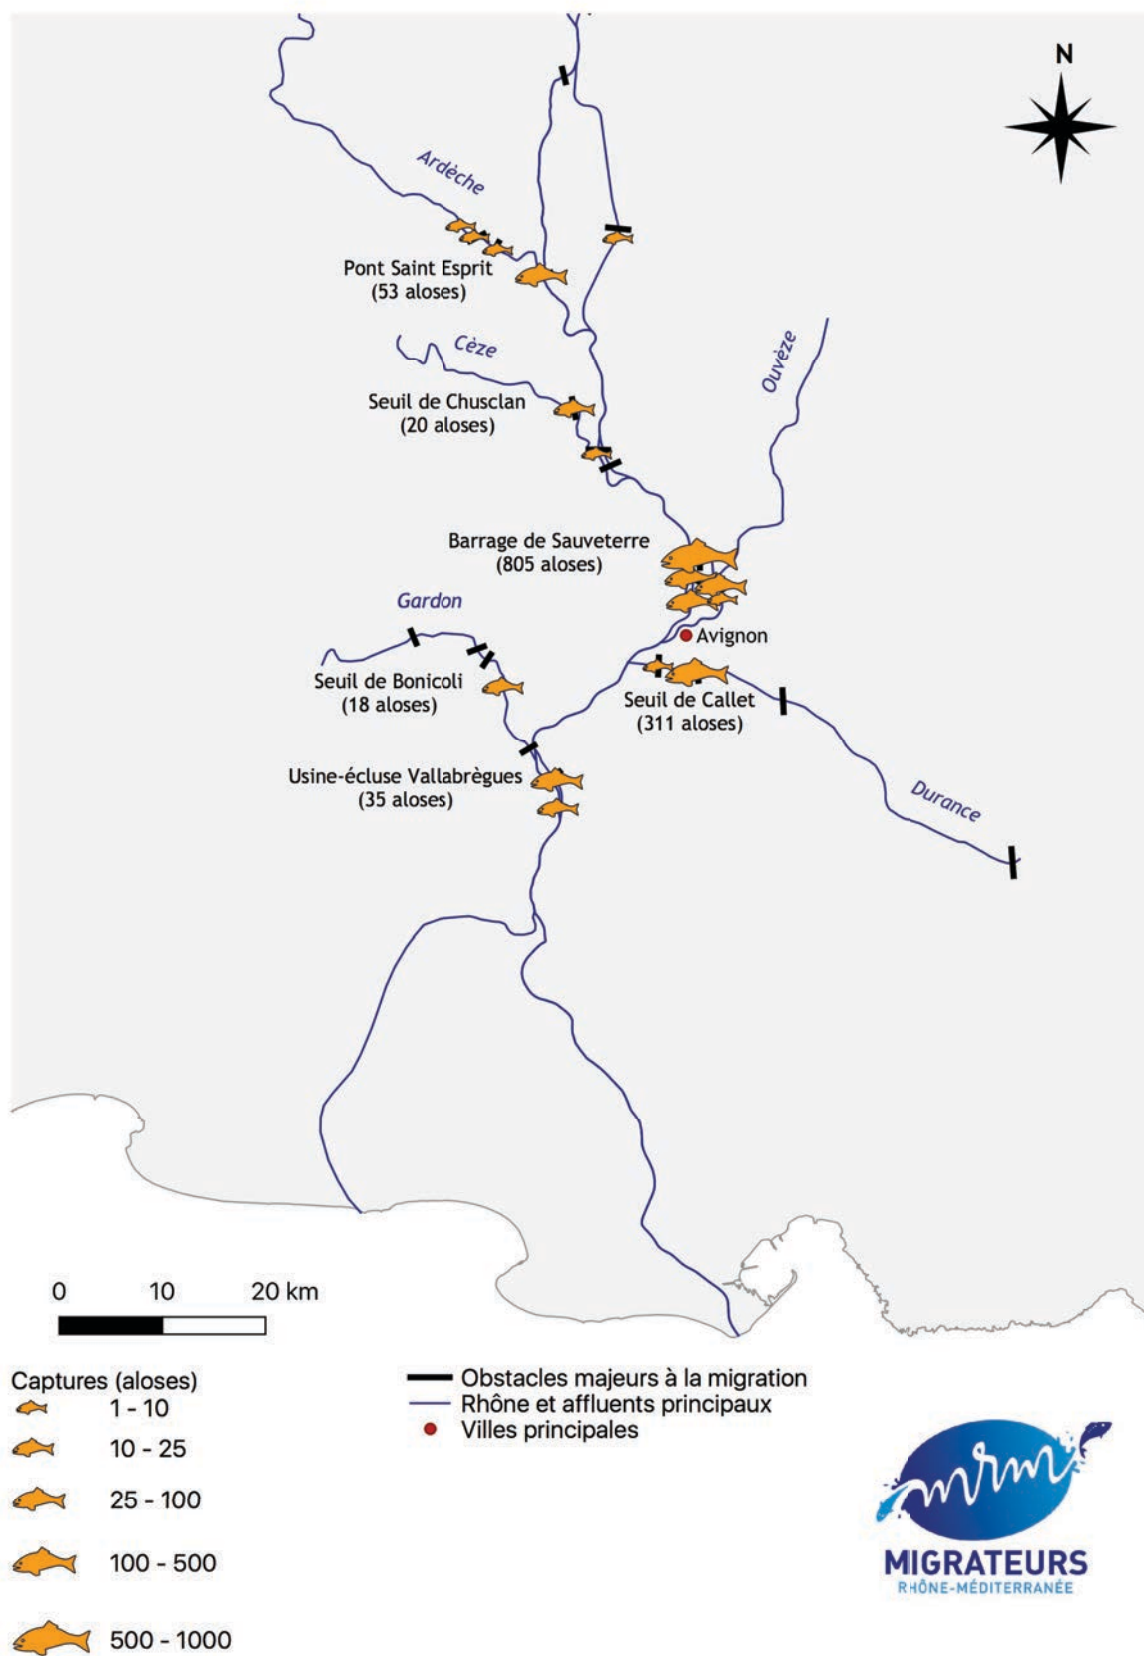 N
Ardèche
Pont Saint Esprit
(53 aloses)
Cèze
Ouvèze
Seuil de Chusclan
(20 aloses)
Barrage de Sauveterre
(805 aloses)
Gardon
Avignon
Seuil de Bonicoli
(18 aloses)
Seuil de Callet
(311 aloses)
Usine-écluse Vallabrègues
(35 aloses)
Durance
0 10 20 km
Captures (aloses)
1 - 10
10 - 25
25 - 100
100 - 500
500 - 1000
Obstacles majeurs à la migration
Rhône et affluents principaux
Villes principales
mrm
MIGRATEURS
RHÔNE-MÉDITERRANÉE